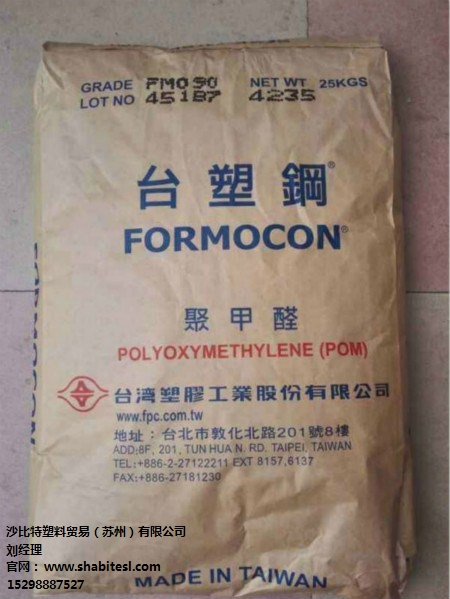 GRADE FM090 NET WT 25KGS
LOT NO 451B7 4235
台塑鋼®
FORMOCON®
聚甲醛
POLYOXYMETHYLENE (POM)
台湾塑膠工業股份有限公司
www.fpc.com.tw
地址：台北市敦化北路201號8樓
ADD:8F, 201, TUN HUA N. RD. TAIPEI, TAIWAN
TEL:+886-2-27122211 EXT 8157,6137
FAX:+886-27181230
MADE IN TAIWAN
FORMOCON
沙比特塑料贸易（苏州）有限公司
刘经理
官网： www.shabitesl.com
15298887527